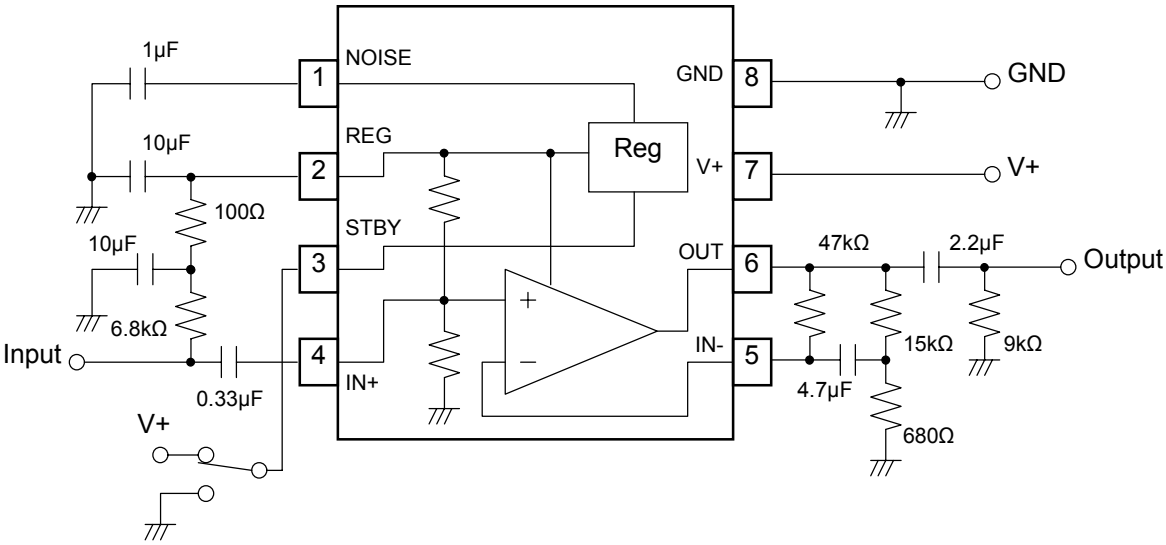 1µF
1
NOISE
GND
8
GND
10µF
2
REG
Reg
V+
7
V+
100Ω
STBY
10µF
3
OUT
6
47kΩ
2.2µF
Output
+
6.8kΩ
Input
4
IN+
−
IN-
5
15kΩ
9kΩ
0.33µF
4.7µF
V+
680Ω